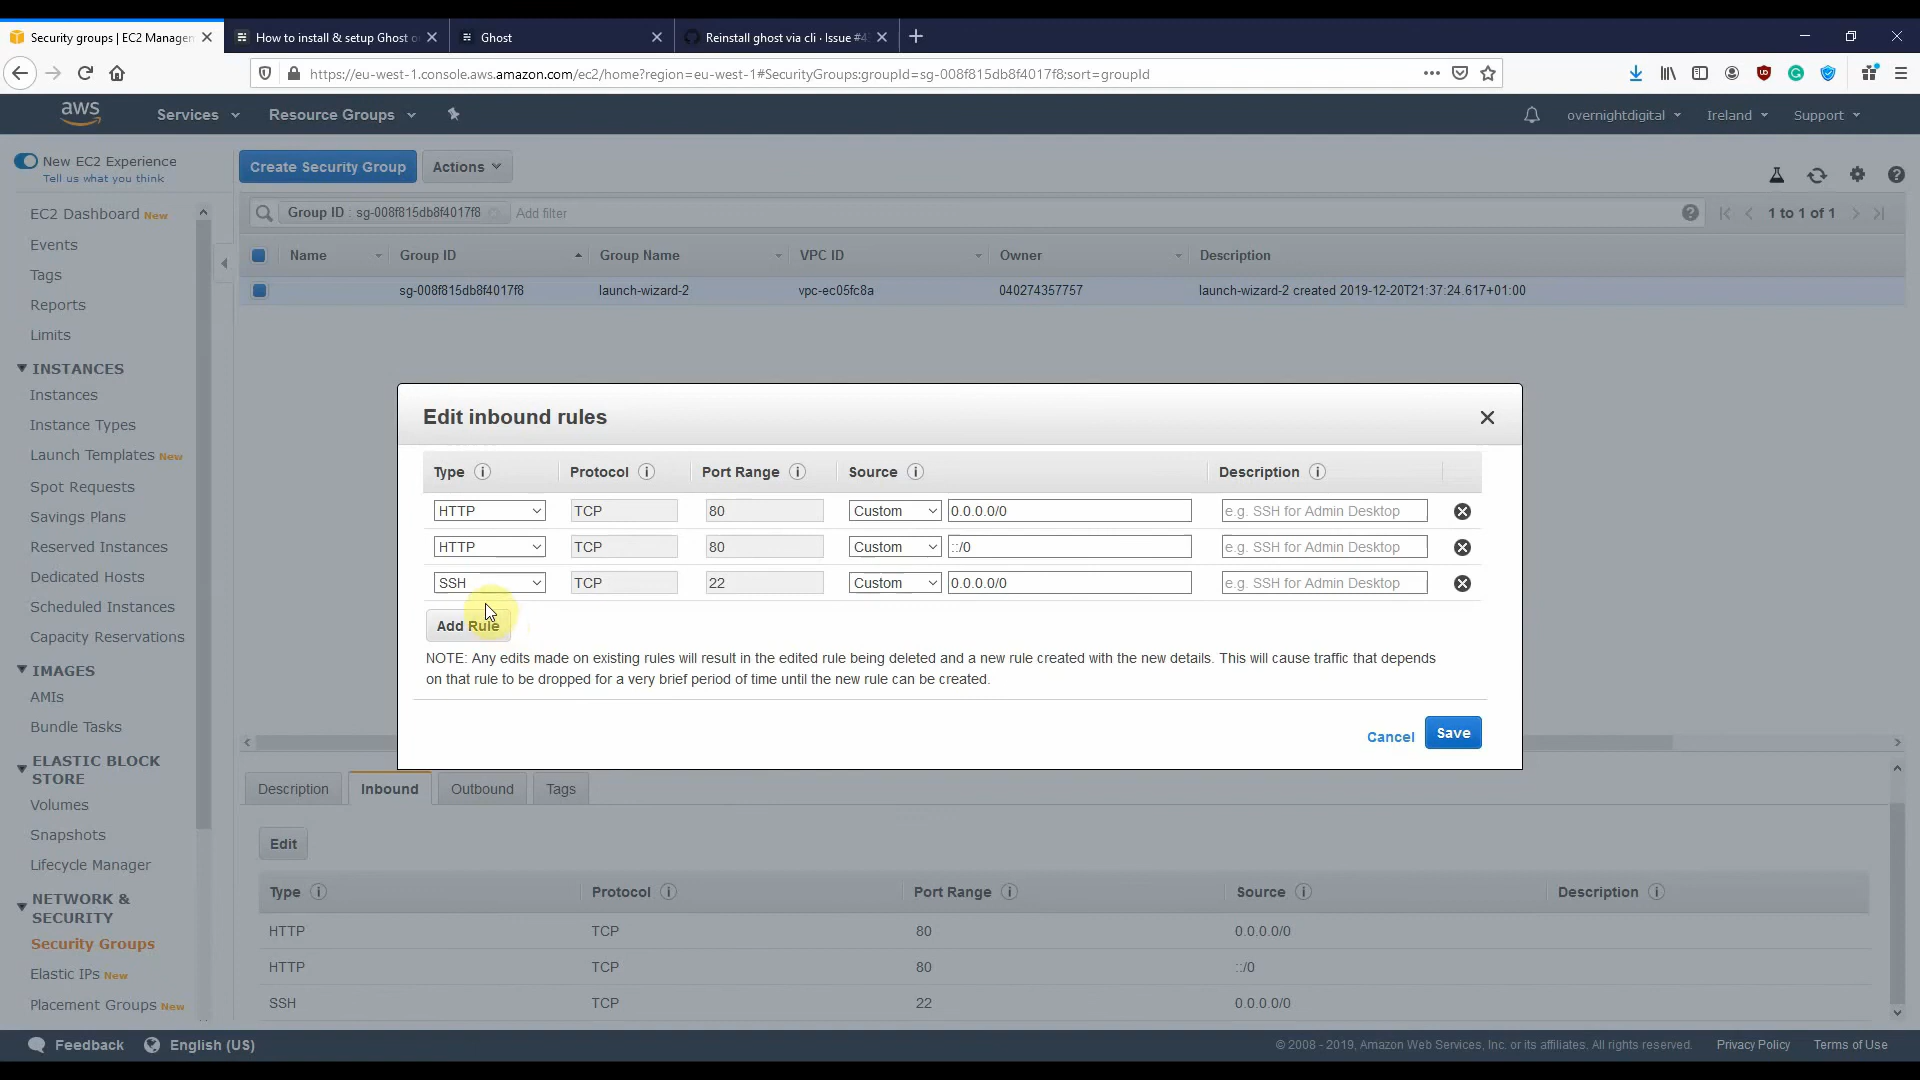 Security groups | EC2 Manage
How to install & setup Ghost o
Ghost
Reinstall ghost via cli · Issue #4
https://eu-west-1.console.aws.amazon.com/ec2/home?region=eu-west-1#SecurityGroups:groupId=sg-008f815db8f4017f8;sort=groupId
aws
Services
Resource Groups
overnightdigital
Ireland
Support
New EC2 Experience
Tell us what you think
EC2 Dashboard New
Events
Tags
Reports
Limits
INSTANCES
Instances
Instance Types
Launch Templates New
Spot Requests
Savings Plans
Reserved Instances
Dedicated Hosts
Scheduled Instances
Capacity Reservations
IMAGES
AMIs
Bundle Tasks
ELASTIC BLOCK
STORE
Volumes
Snapshots
Lifecycle Manager
NETWORK &
SECURITY
Security Groups
Elastic IPs New
Placement Groups New
Create Security Group
Actions
Group ID : sg-008f815db8f4017f8
Add filter
1 to 1 of 1
Name Group ID Group Name VPC ID Owner Description
sg-008f815db8f4017f8 launch-wizard-2 vpc-ec05fc8a 040274357757 launch-wizard-2 created 2019-12-20T21:37:24.617+01:00
Edit inbound rules
Type Protocol Port Range Source Description
HTTP TCP 80 Custom 0.0.0.0/0 e.g. SSH for Admin Desktop
HTTP TCP 80 Custom ::/0 e.g. SSH for Admin Desktop
SSH TCP 22 Custom 0.0.0.0/0 e.g. SSH for Admin Desktop
Add Rule
NOTE: Any edits made on existing rules will result in the edited rule being deleted and a new rule created with the new details. This will cause traffic that depends
on that rule to be dropped for a very brief period of time until the new rule can be created.
Cancel
Save
Description
Inbound
Outbound
Tags
Edit
Type Protocol Port Range Source Description
HTTP TCP 80 0.0.0.0/0
HTTP TCP 80 ::/0
SSH TCP 22 0.0.0.0/0
Feedback
English (US)
© 2008 - 2019, Amazon Web Services, Inc. or its affiliates. All rights reserved.
Privacy Policy
Terms of Use